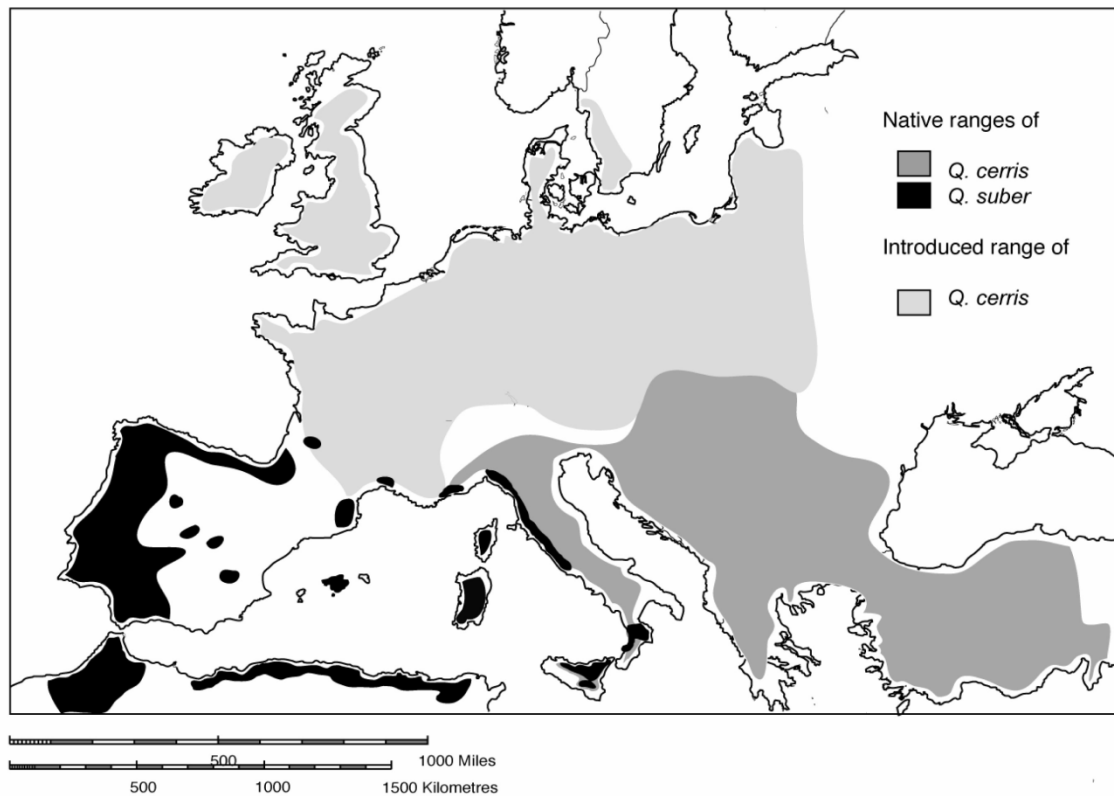 Native ranges of
Q. cerris
Q. suber
Introduced range of
Q. cerris
500 1000 Miles
500 1000 1500 Kilometres